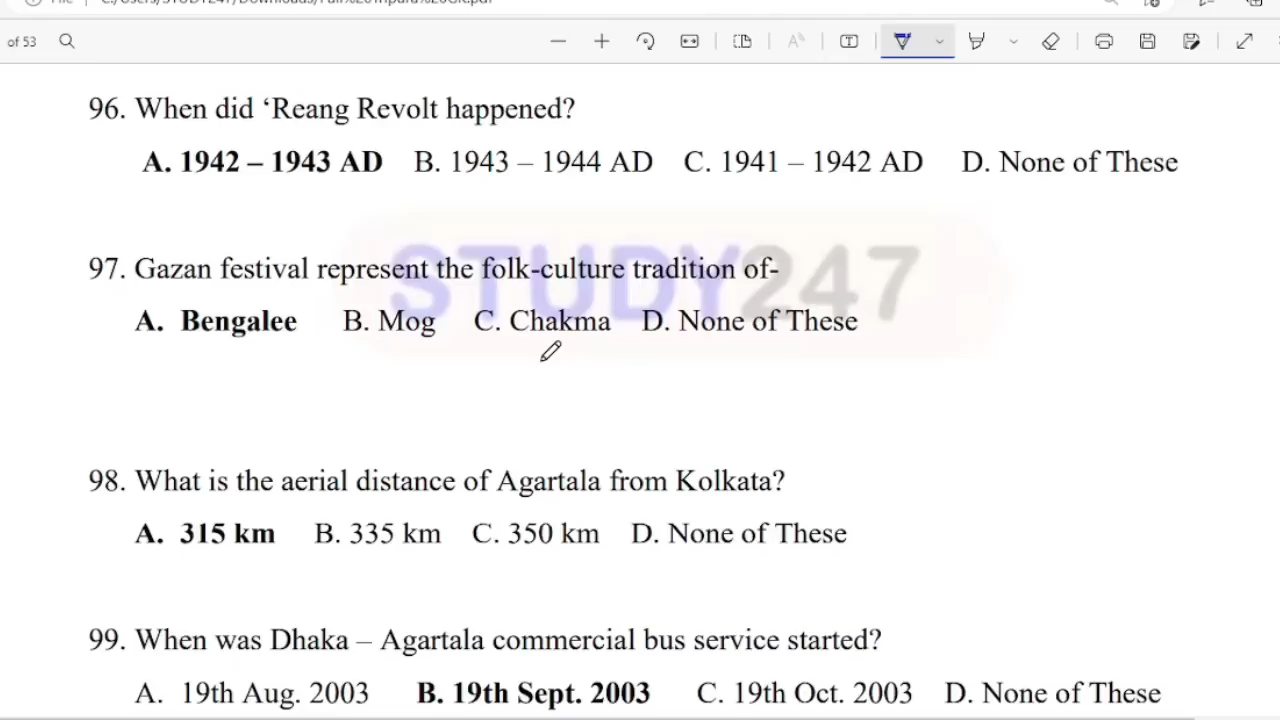 of 53
96. When did ‘Reang Revolt happened?
A. 1942 – 1943 AD B. 1943 – 1944 AD C. 1941 – 1942 AD D. None of These
STUDY247
97. Gazan festival represent the folk-culture tradition of-
A. Bengalee B. Mog C. Chakma D. None of These
98. What is the aerial distance of Agartala from Kolkata?
A. 315 km B. 335 km C. 350 km D. None of These
99. When was Dhaka – Agartala commercial bus service started?
A. 19th Aug. 2003 B. 19th Sept. 2003 C. 19th Oct. 2003 D. None of These